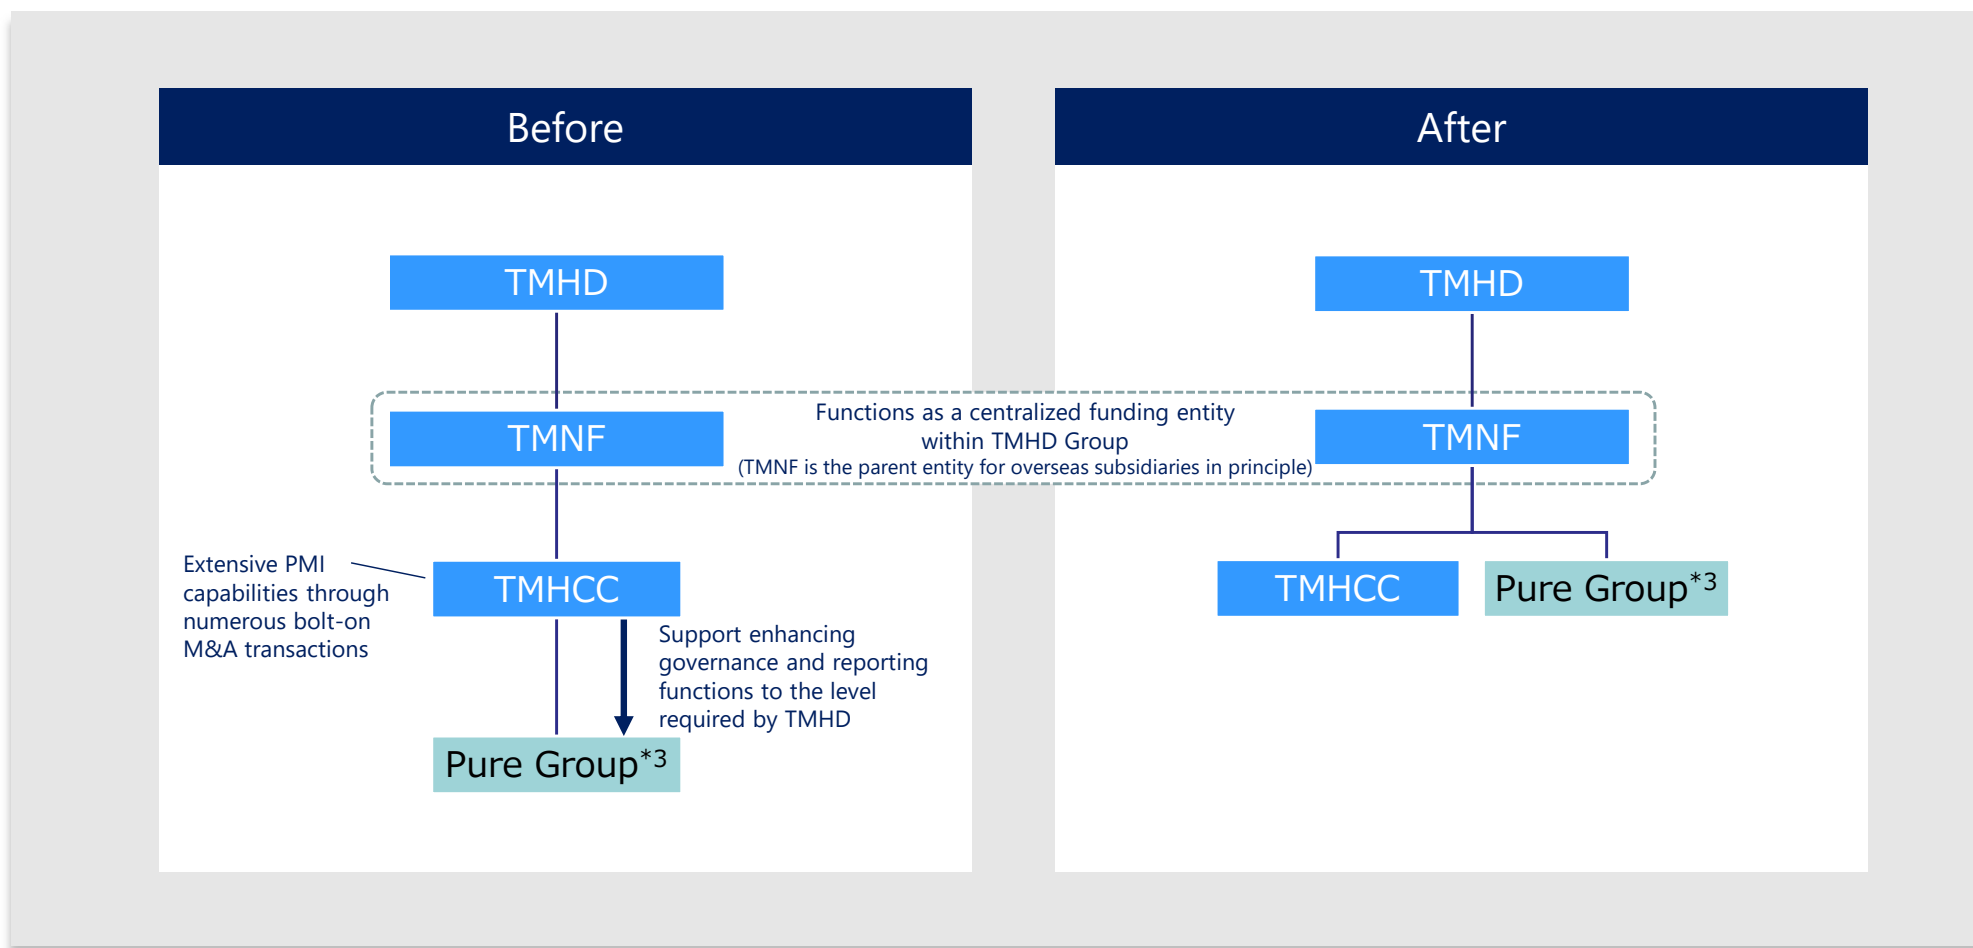 Before
TMHD
TMNF
Functions as a centralized funding entity
within TMHD Group
(TMNF is the parent entity for overseas subsidiaries in principle)
Extensive PMI
capabilities through
numerous bolt-on
M&A transactions
TMHCC
Support enhancing
governance and reporting
functions to the level
required by TMHD
Pure Group*3
After
TMHD
TMNF
TMHCC
Pure Group*3